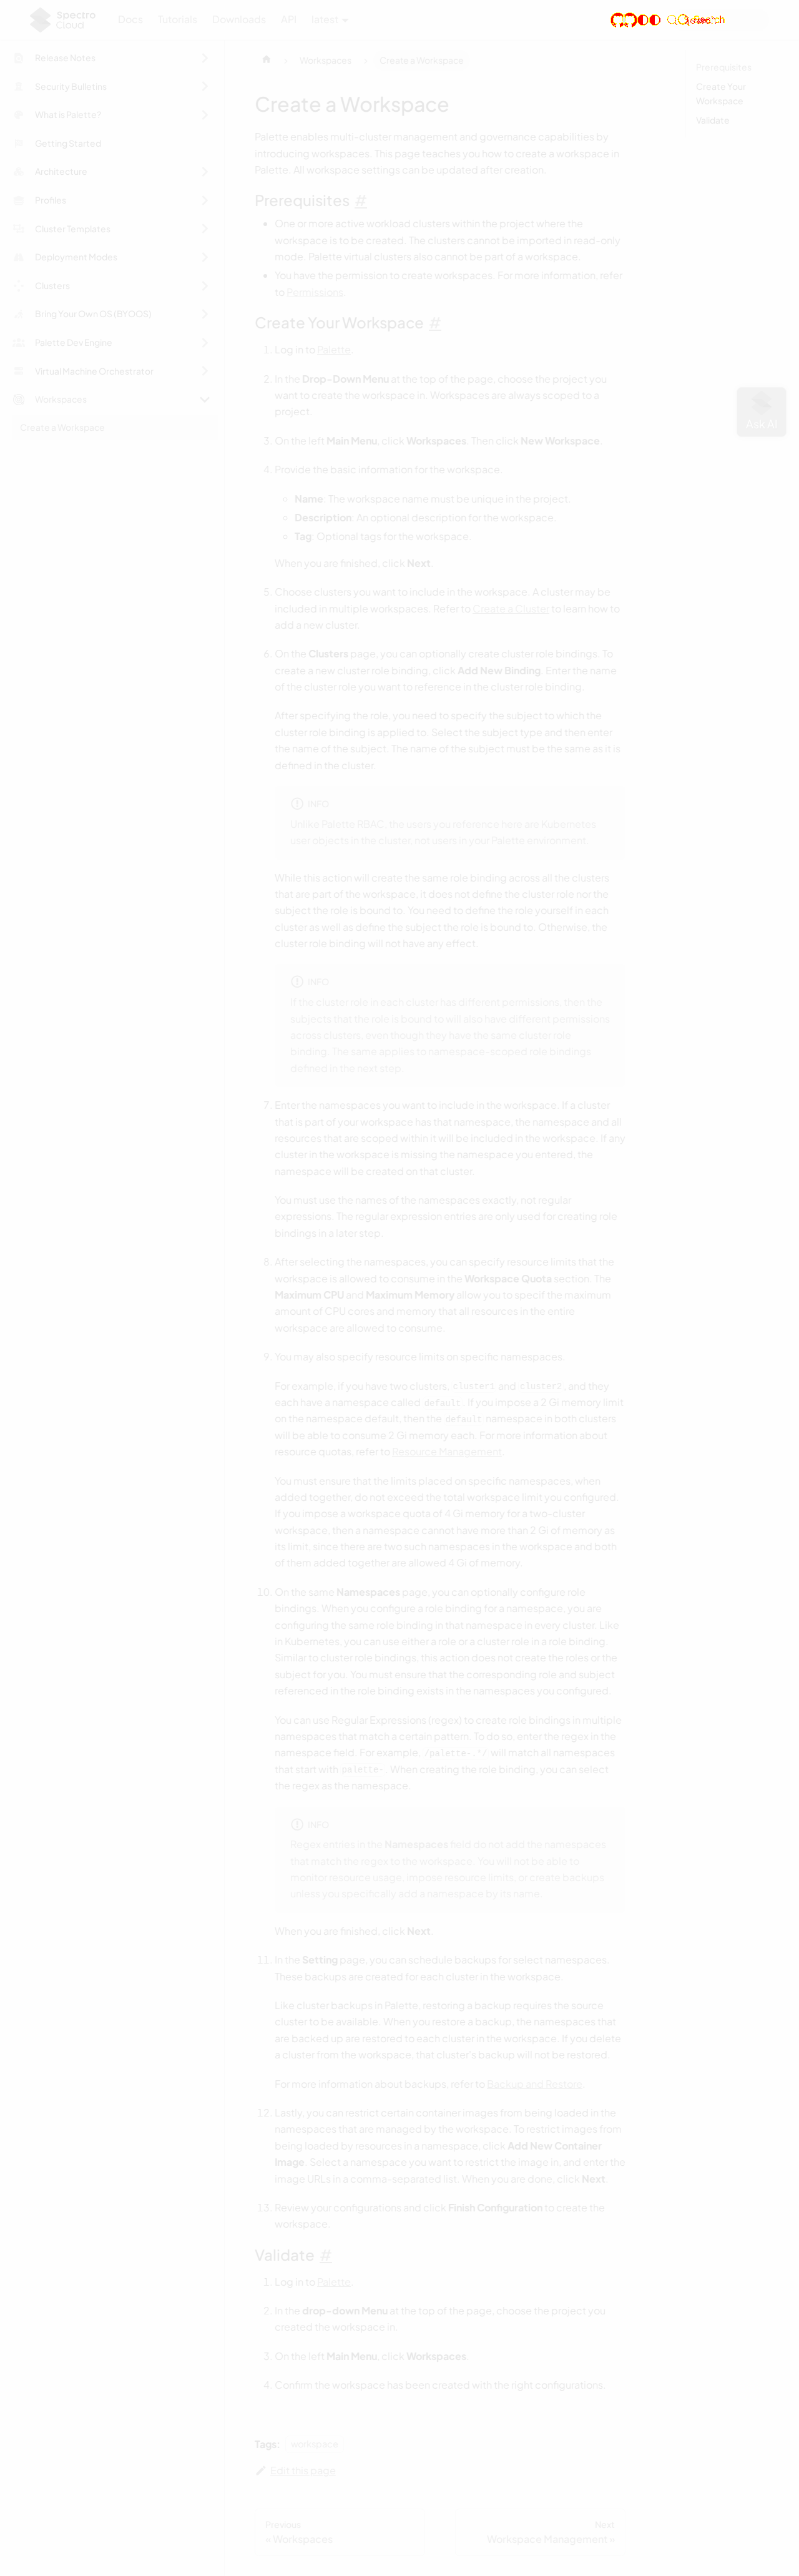 Spectro
Cloud
Docs
Tutorials
Downloads
API
latest
Release Notes
Security Bulletins
What is Palette?
Getting Started
Architecture
Profiles
Cluster Templates
Deployment Modes
Clusters
Bring Your Own OS (BYOOS)
Palette Dev Engine
Virtual Machine Orchestrator
Workspaces
Create a Workspace
Workspaces
Create a Workspace
Create a Workspace
Palette enables multi-cluster management and governance capabilities by
introducing workspaces. This page teaches you how to create a workspace in
Palette. All workspace settings can be updated after creation.
Prerequisites #
One or more active workload clusters within the project where the
workspace is to be created. The clusters cannot be imported in read-only
mode. Palette virtual clusters also cannot be part of a workspace.
You have the permission to create workspaces. For more information, refer
to Permissions.
Create Your Workspace #
1. Log in to Palette.
2. In the Drop-Down Menu at the top of the page, choose the project you
want to create the workspace in. Workspaces are always scoped to a
project.
3. On the left Main Menu, click Workspaces. Then click New Workspace.
4. Provide the basic information for the workspace.
Name: The workspace name must be unique in the project.
Description: An optional description for the workspace.
Tag: Optional tags for the workspace.
When you are finished, click Next.
5. Choose clusters you want to include in the workspace. A cluster may be
included in multiple workspaces. Refer to Create a Cluster to learn how to
add a new cluster.
6. On the Clusters page, you can optionally create cluster role bindings. To
create a new cluster role binding, click Add New Binding. Enter the name
of the cluster role you want to reference in the cluster role binding.
After specifying the role, you need to specify the subject to which the
cluster role binding is applied to. Select the subject type and then enter
the name of the subject. The name of the subject must be the same as it is
defined in the cluster.
INFO
Unlike Palette RBAC, the users you reference here are Kubernetes
user objects in the cluster, not users in your Palette environment.
While this action will create the same role binding across all the clusters
that are part of the workspace, it does not define the cluster role nor the
subject the role is bound to. You need to define the role yourself in each
cluster as well as define the subject the role is bound to. Otherwise, the
cluster role binding will not have any effect.
INFO
If the cluster role in each cluster has different permissions, then the
subjects that the role is bound to will also have different permissions
across clusters, even though they have the same cluster role
binding. The same applies to namespace-scoped role bindings
defined in the next step.
7. Enter the namespaces you want to include in the workspace. If a cluster
that is part of your workspace has that namespace, the namespace and all
resources that are scoped within it will be included in the workspace. If any
cluster in the workspace is missing the namespace you entered, the
namespace will be created on that cluster.
You must use the names of the namespaces exactly, not regular
expressions. The regular expression entries are only used for creating role
bindings in a later step.
8. After selecting the namespaces, you can specify resource limits that the
workspace is allowed to consume in the Workspace Quota section. The
Maximum CPU and Maximum Memory allow you to specif the maximum
amount of CPU cores and memory that all resources in the entire
workspace are allowed to consume.
9. You may also specify resource limits on specific namespaces.
For example, if you have two clusters, cluster1 and cluster2, and they
each have a namespace called default. If you impose a 2 Gi memory limit
on the namespace default, then the default namespace in both clusters
will be able to consume 2 Gi memory each. For more information about
resource quotas, refer to Resource Management.
You must ensure that the limits placed on specific namespaces, when
added together, do not exceed the total workspace limit you configured.
If you impose a workspace quota of 4 Gi memory for a two-cluster
workspace, then a namespace cannot have more than 2 Gi of memory as
its limit, since there are two such namespaces in the workspace and both
of them added together are allowed 4 Gi of memory.
10. On the same Namespaces page, you can optionally configure role
bindings. When you configure a role binding for a namespace, you are
configuring the same role binding in that namespace in every cluster. Like
in Kubernetes, you can use either a role or a cluster role in a role binding.
Similar to cluster role bindings, this action does not create the roles or the
subject for you. You must ensure that the corresponding role and subject
referenced in the role binding exists in the namespaces you configured.
You can use Regular Expressions (regex) to create role bindings in multiple
namespaces that match a certain pattern. To do so, enter the regex in the
namespace field. For example, /palette-.*/ will match all namespaces
that start with palette-. When creating the role binding, you can select
the regex as the namespace.
INFO
Regex entries in the Namespaces field do not add the namespaces
that match the regex to the workspace. You will not be able to
monitor resource usage, impose resource limits, or create backups
unless you specifically add a namespace by its name.
When you are finished, click Next.
11. In the Setting page, you can schedule backups for select namespaces.
These backups are created for each cluster in the workspace.
Like cluster backups in Palette, restoring a backup requires the source
cluster to be available. When you restore a backup, the namespaces that
are backed up are restored to each cluster in the workspace. If you delete
a cluster from the workspace, that cluster's backup will not be restored.
For more information about backups, refer to Backup and Restore.
12. Lastly, you can restrict certain container images from being loaded in the
namespaces that are managed by the workspace. To restrict images from
being loaded by resources in a namespace, click Add New Container
Image. Select a namespace you want to restrict the image in, and enter the
image URLs in a comma-separated list. When you are done, click Next.
13. Review your configurations and click Finish Configuration to create the
workspace.
Validate #
1. Log in to Palette.
2. In the drop-down Menu at the top of the page, choose the project you
created the workspace in.
3. On the left Main Menu, click Workspaces.
4. Confirm the workspace has been created with the right configurations.
Tags: workspace
Edit this page
Previous
« Workspaces
Next
Workspace Management »
Prerequisites
Create Your
Workspace
Validate
Ask AI